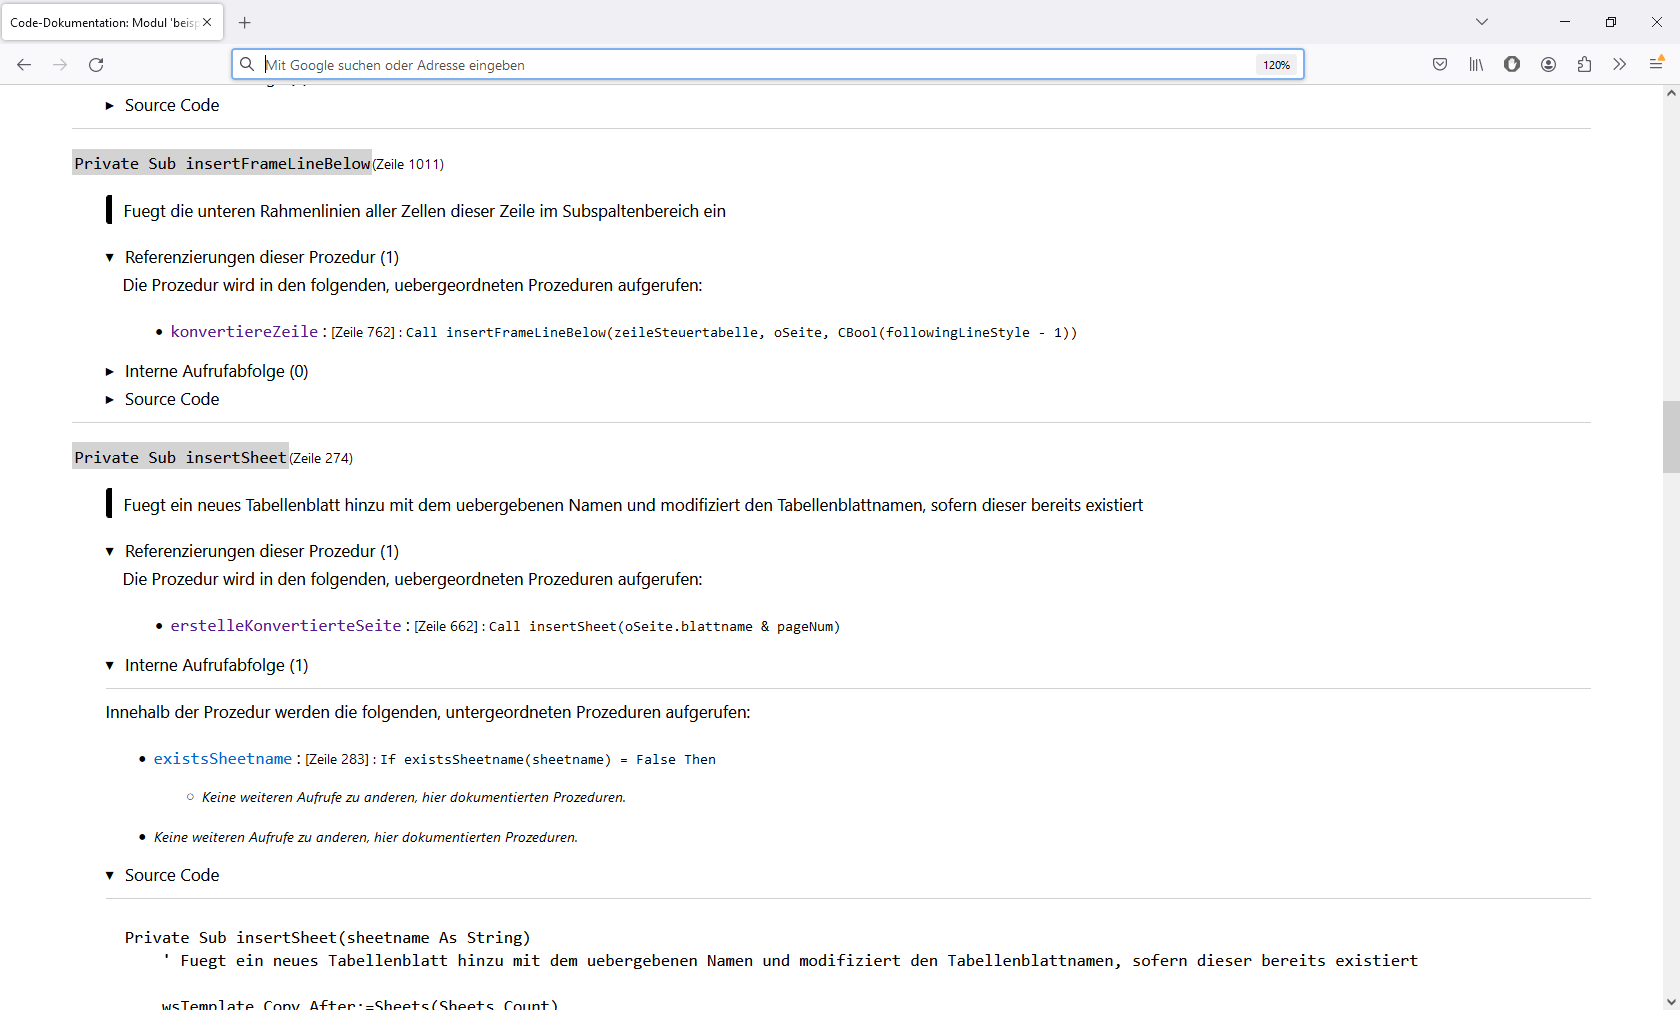 Code-Dokumentation: Modul 'beisp
Mit Google suchen oder Adresse eingeben
120%
Source Code
Private Sub insertFrameLineBelow(Zeile 1011)
Fuegt die unteren Rahmenlinien aller Zellen dieser Zeile im Subspaltenbereich ein
Referenzierungen dieser Prozedur (1)
Die Prozedur wird in den folgenden, uebergeordneten Prozeduren aufgerufen:
konvertiereZeile : [Zeile 762] : Call insertFrameLineBelow(zeileSteuertabelle, oSeite, CBool(followingLineStyle - 1))
Interne Aufrufabfolge (0)
Source Code
Private Sub insertSheet(Zeile 274)
Fuegt ein neues Tabellenblatt hinzu mit dem uebergebenen Namen und modifiziert den Tabellenblattnamen, sofern dieser bereits existiert
Referenzierungen dieser Prozedur (1)
Die Prozedur wird in den folgenden, uebergeordneten Prozeduren aufgerufen:
erstelleKonvertierteSeite : [Zeile 662] : Call insertSheet(oSeite.blattname & pageNum)
Interne Aufrufabfolge (1)
Innehalb der Prozedur werden die folgenden, untergeordneten Prozeduren aufgerufen:
existsSheetname : [Zeile 283] : If existsSheetname(sheetname) = False Then
Keine weiteren Aufrufe zu anderen, hier dokumentierten Prozeduren.
Keine weiteren Aufrufe zu anderen, hier dokumentierten Prozeduren.
Source Code
Private Sub insertSheet(sheetname As String)
' Fuegt ein neues Tabellenblatt hinzu mit dem uebergebenen Namen und modifiziert den Tabellenblattnamen, sofern dieser bereits existiert
wsTemplate.Copy After:=Sheets(Sheets.Count)